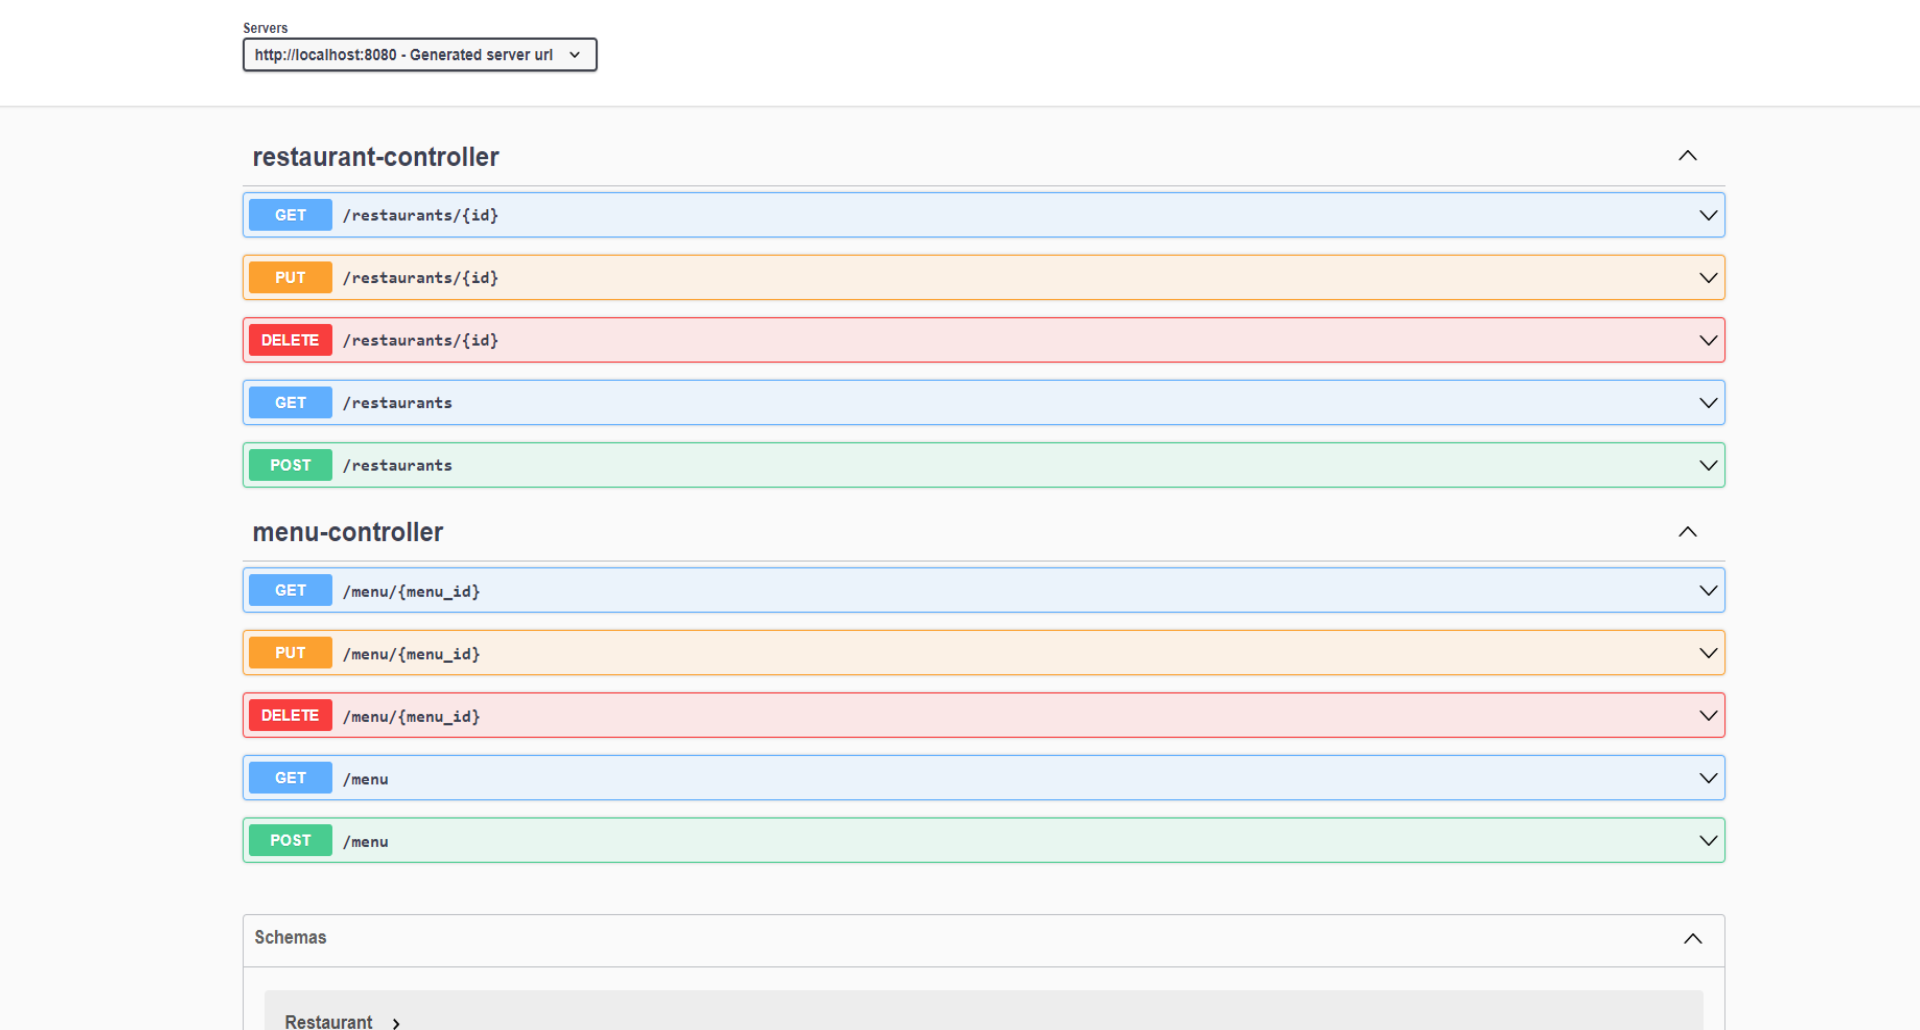 Servers
http://localhost:8080 - Generated server url
restaurant-controller
GET /restaurants/{id}
PUT /restaurants/{id}
DELETE /restaurants/{id}
GET /restaurants
POST /restaurants
menu-controller
GET /menu/{menu_id}
PUT /menu/{menu_id}
DELETE /menu/{menu_id}
GET /menu
POST /menu
Schemas
Restaurant